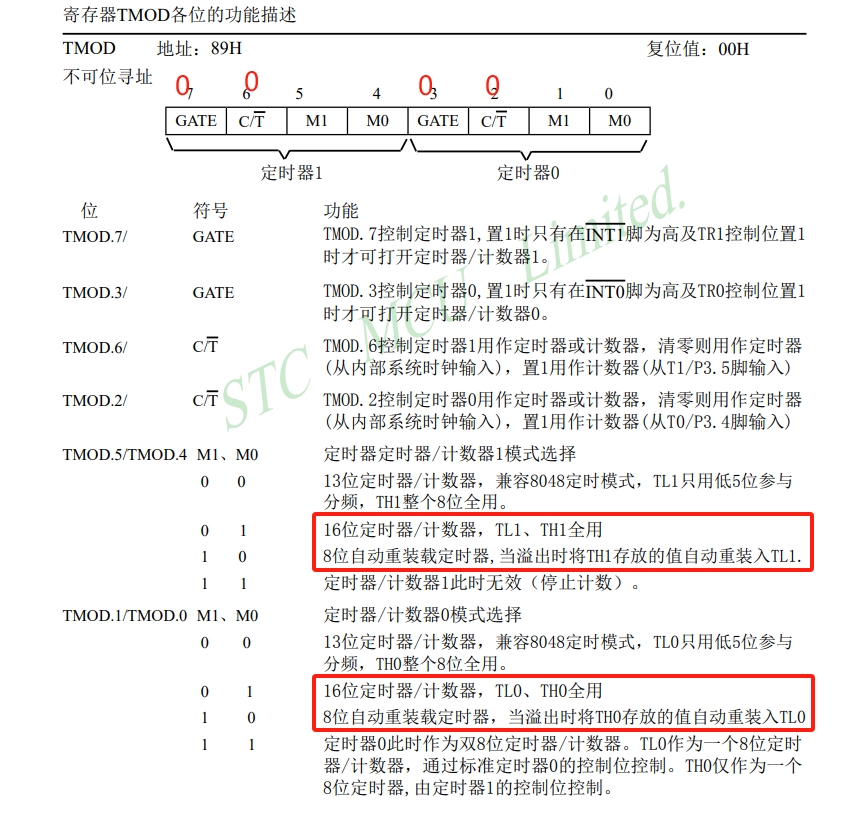 寄存器TMOD各位的功能描述
TMOD 地址：89H 复位值：00H
不可位寻址
0 0 0 0
7 6 5 4 3 2 1 0
GATE C/T̅ M1 M0 GATE C/T̅ M1 M0
定时器1 定时器0
位 符号 功能
TMOD.7/ GATE TMOD.7控制定时器1,置1时只有在I̅N̅T̅1̅脚为高及TR1控制位置1
时才可打开定时器/计数器1。
TMOD.3/ GATE TMOD.3控制定时器0,置1时只有在I̅N̅T̅0̅脚为高及TR0控制位置1
时才可打开定时器/计数器0。
TMOD.6/ C/T̅ TMOD.6控制定时器1用作定时器或计数器，清零则用作定时器
(从内部系统时钟输入)，置1用作计数器(从T1/P3.5脚输入)
TMOD.2/ C/T̅ TMOD.2控制定时器0用作定时器或计数器，清零则用作定时器
(从内部系统时钟输入)，置1用作计数器(从T0/P3.4脚输入)
TMOD.5/TMOD.4 M1、M0 定时器定时器/计数器1模式选择
0 0 13位定时器/计数器，兼容8048定时模式，TL1只用低5位参与
分频，TH1整个8位全用。
0 1 16位定时器/计数器，TL1、TH1全用
1 0 8位自动重装载定时器,当溢出时将TH1存放的值自动重装入TL1.
1 1 定时器/计数器1此时无效（停止计数）。
TMOD.1/TMOD.0 M1、M0 定时器/计数器0模式选择
0 0 13位定时器/计数器，兼容8048定时模式，TL0只用低5位参与
分频，TH0整个8位全用。
0 1 16位定时器/计数器，TL0、TH0全用
1 0 8位自动重装载定时器，当溢出时将TH0存放的值自动重装入TL0
1 1 定时器0此时作为双8位定时器/计数器。TL0作为一个8位定时
器/计数器，通过标准定时器0的控制位控制。TH0仅作为一个
8位定时器,由定时器1的控制位控制。
STC MCU Limited.